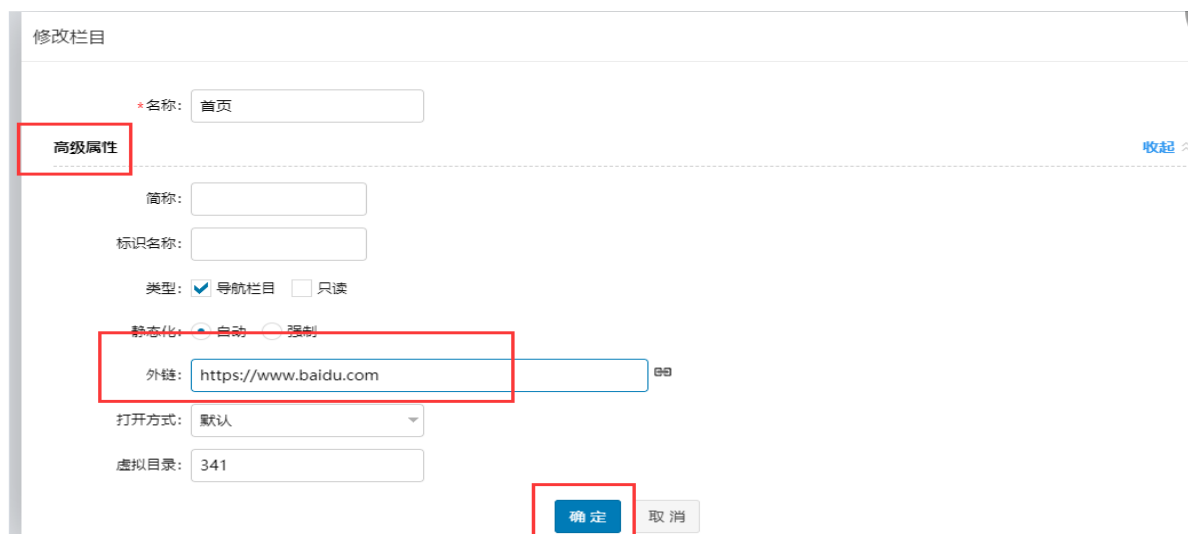 修改栏目
*名称: 首页
高级属性 收起
简称:
标识名称:
类型: 导航栏目 只读
静态化: 自动 强制
外链: https://www.baidu.com
打开方式: 默认
虚拟目录: 341
确定 取消